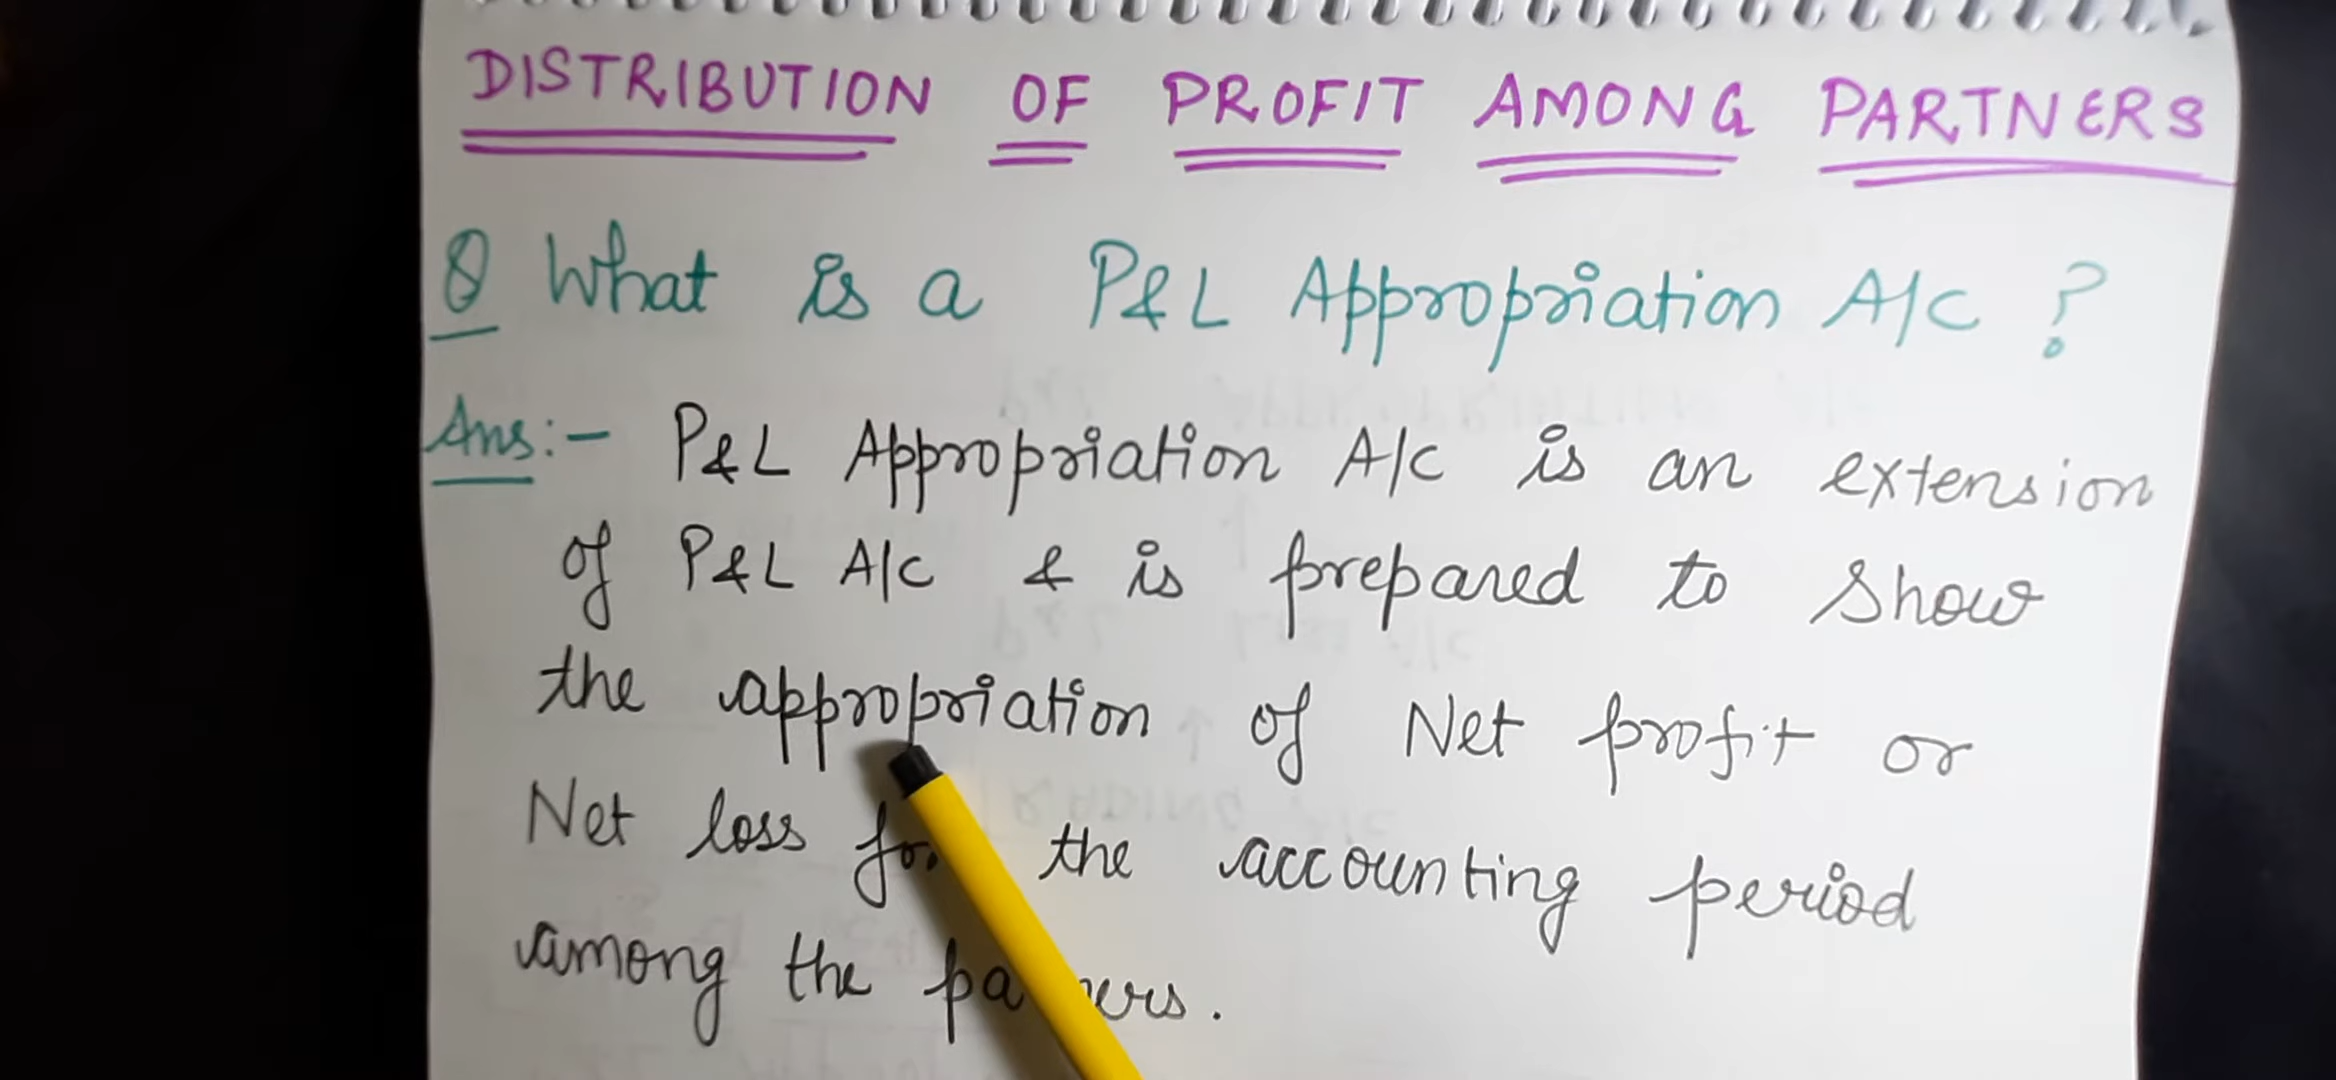 DISTRIBUTION OF PROFIT AMONG PARTNERS
Q What is a P&L Appropriation A/c ?
Ans:- P&L Appropriation A/c is an extension
of P&L A/c & is prepared to show
the appropriation of Net profit or
Net loss for the accounting period
among the